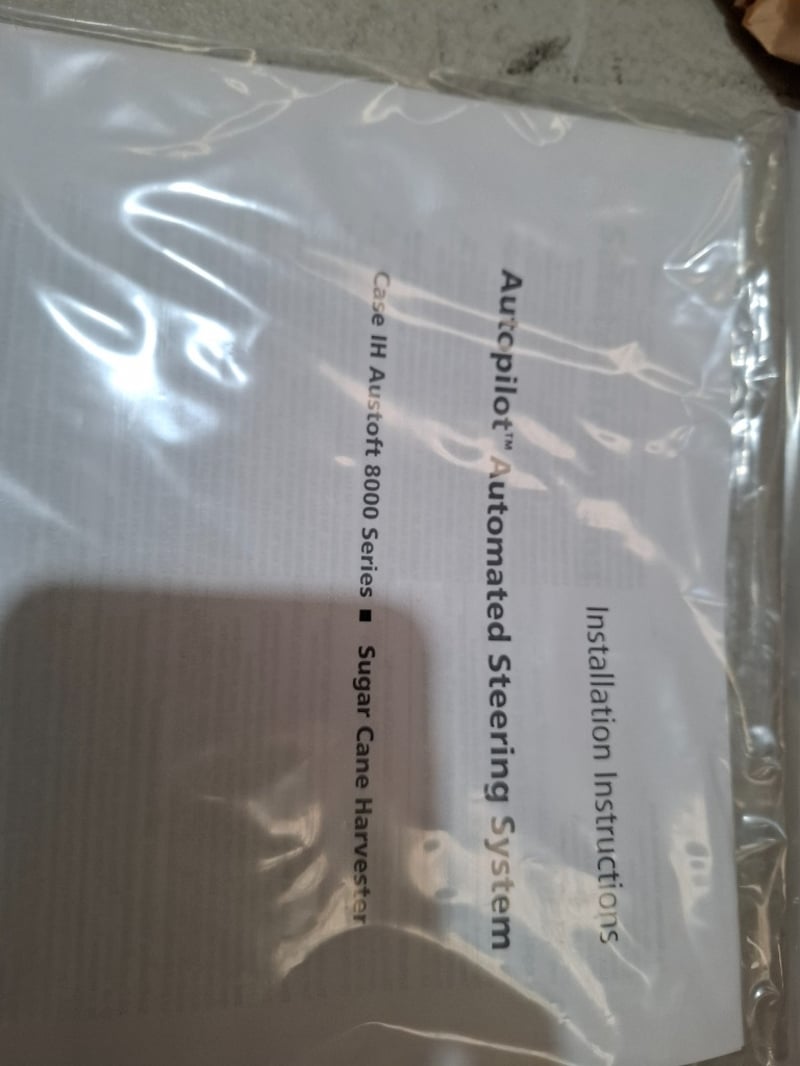 Installation Instructions
Autopilot™ Automated Steering System
Case IH Austoft 8000 Series ■ Sugar Cane Harvester